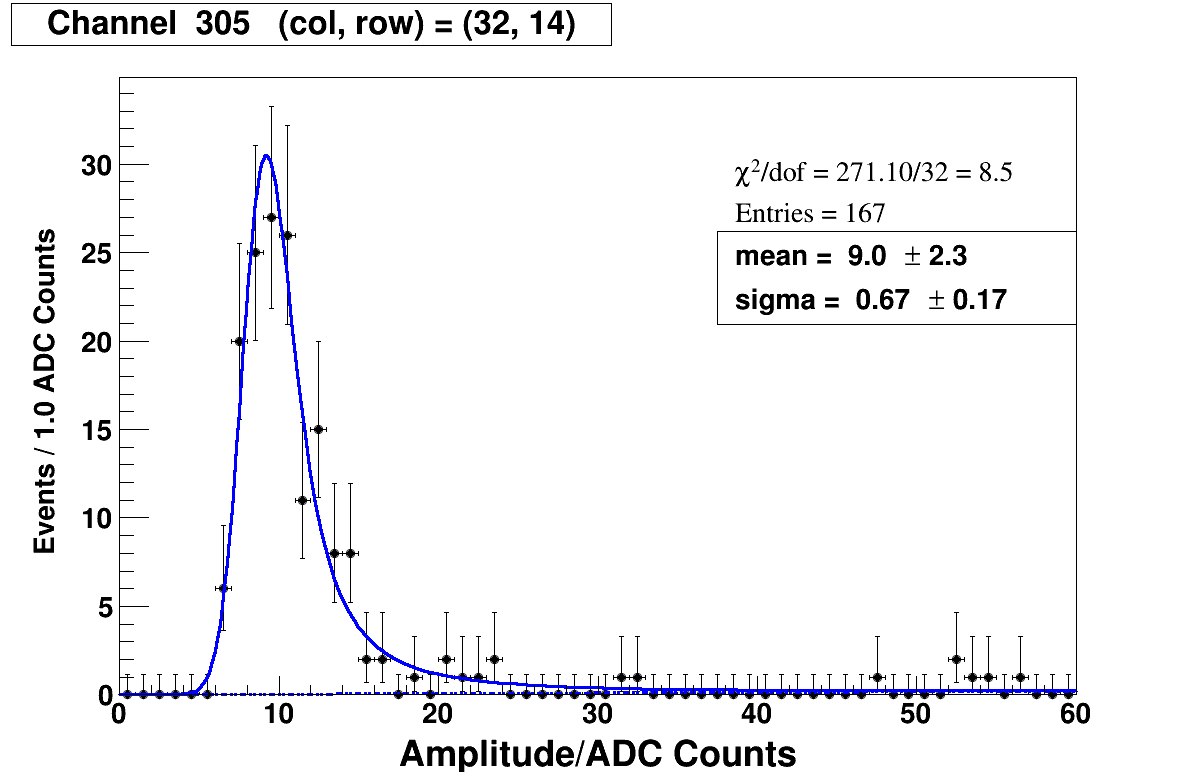 Channel 305 (col, row) = (32, 14)
χ²/dof = 271.10/32 = 8.5
Entries = 167
mean = 9.0 ± 2.3
sigma = 0.67 ± 0.17
Events / 1.0 ADC Counts
30
25
20
15
10
5
0
0 10 20 30 40 50 60
Amplitude/ADC Counts